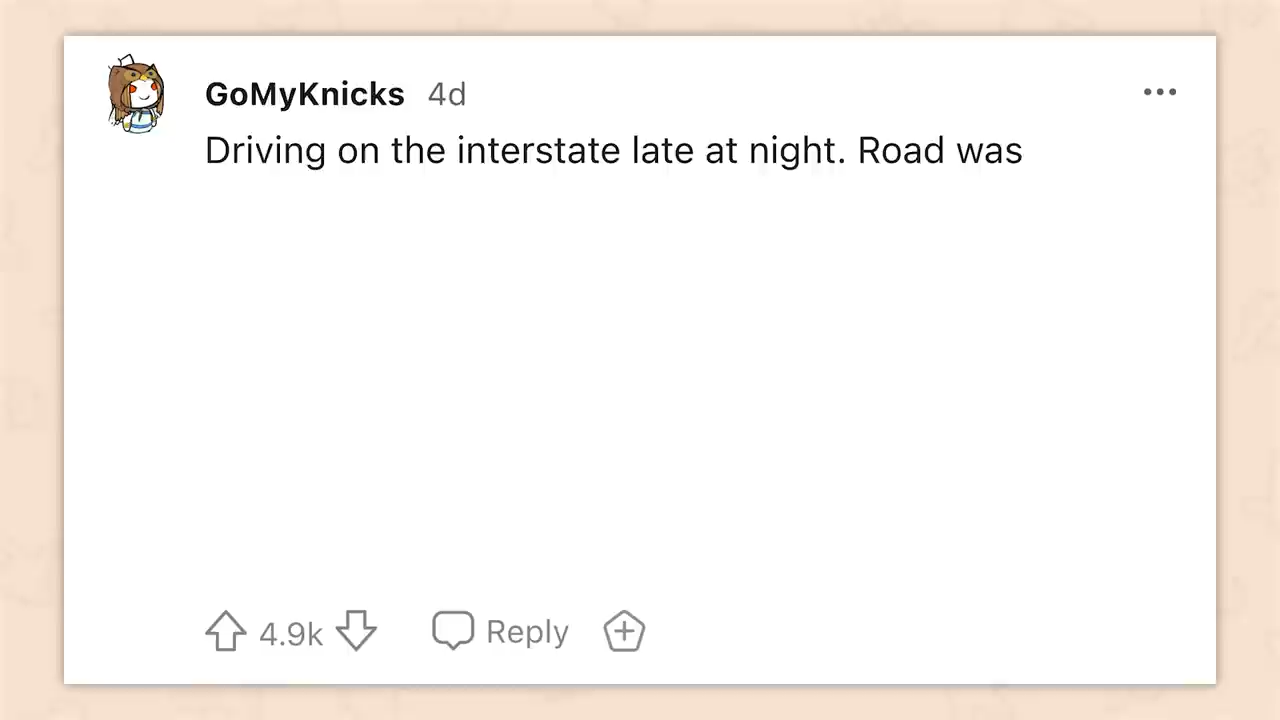 GoMyKnicks 4d
Driving on the interstate late at night. Road was
4.9k Reply